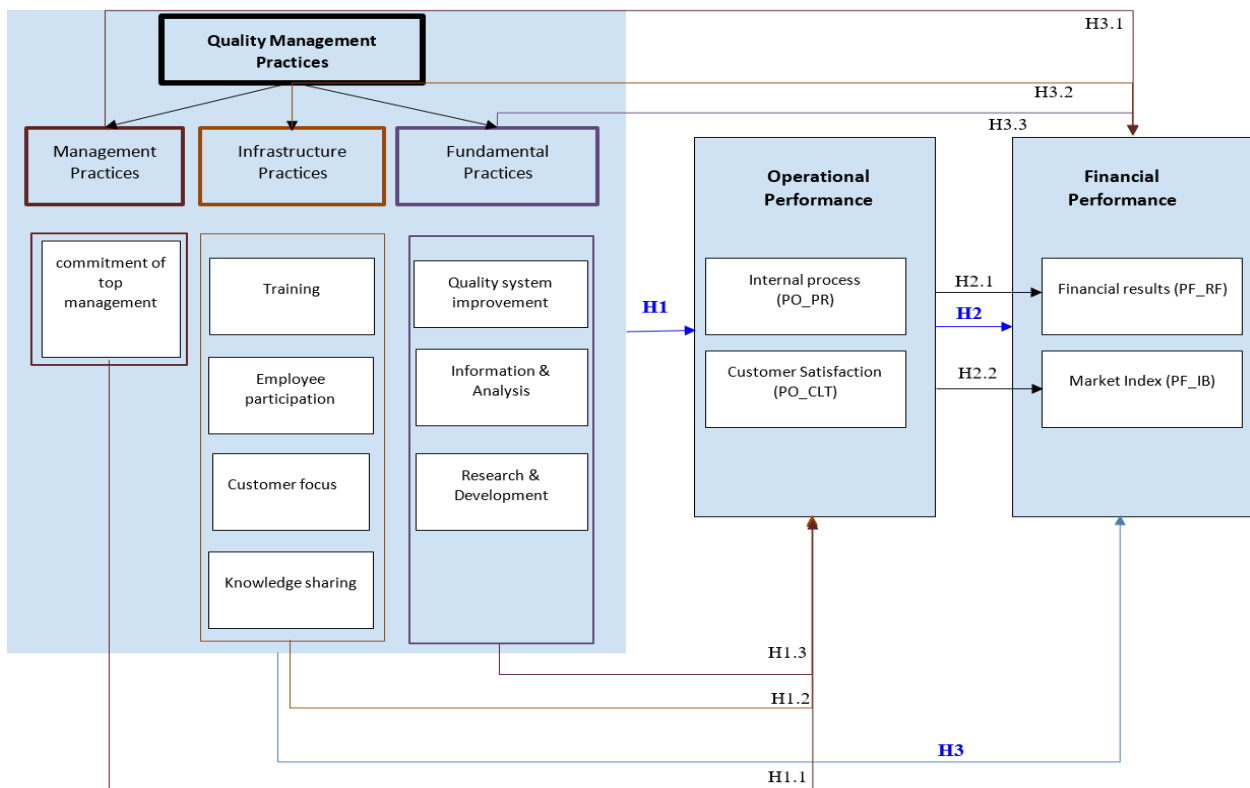 H3.1
Quality Management
Practices
H3.2
H3.3
Management
Practices
Infrastructure
Practices
Fundamental
Practices
Operational
Performance
Financial
Performance
commitment of
top
management
Training
Employee
participation
Customer focus
Knowledge sharing
Quality system
improvement
Information &
Analysis
Research &
Development
H1
Internal process
(PO_PR)
Customer Satisfaction
(PO_CLT)
H2.1
H2
H2.2
Financial results (PF_RF)
Market Index (PF_IB)
H1.3
H1.2
H3
H1.1